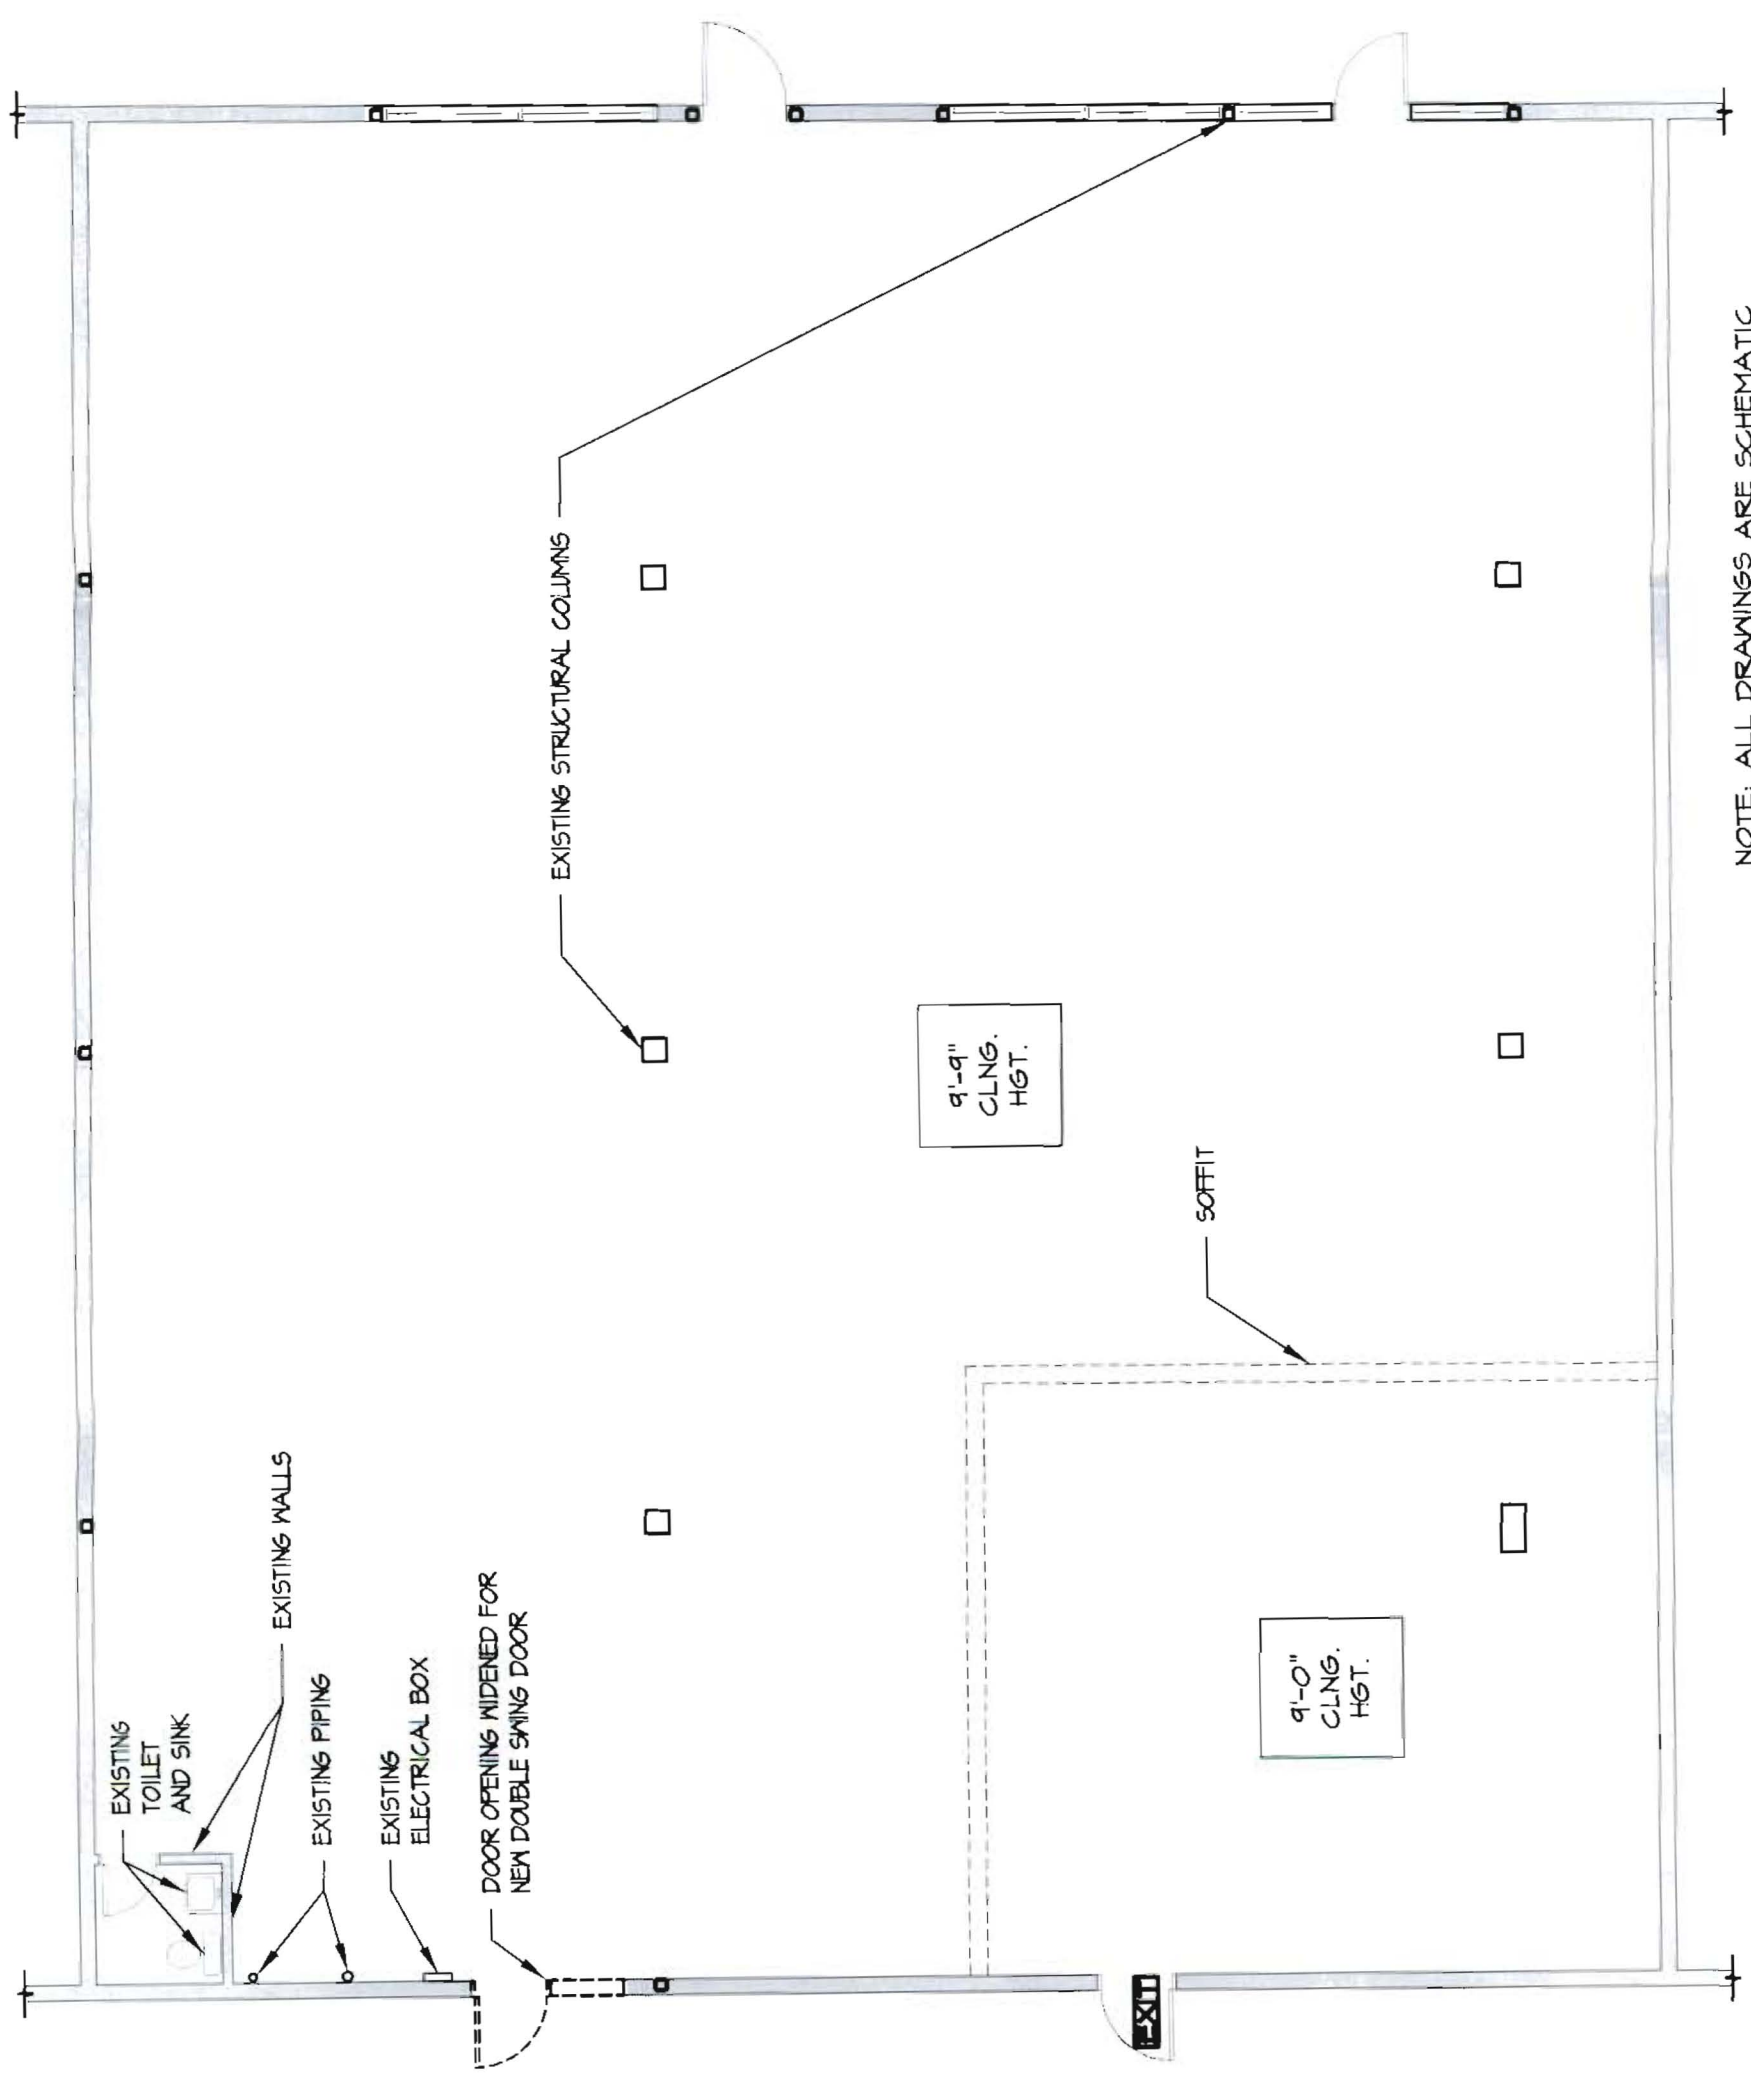 EXISTING
TOILET
AND SINK
EXISTING WALLS
EXISTING PIPING
EXISTING
ELECTRICAL BOX
DOOR OPENING WIDENED FOR
NEW DOUBLE SWING DOOR
EXISTING STRUCTURAL COLUMNS
9'-9"
CLNG.
HGT.
SOFFIT
9'-0"
CLNG.
HGT.
EXIT
NOTE: ALL DRAWINGS ARE SCHEMATIC